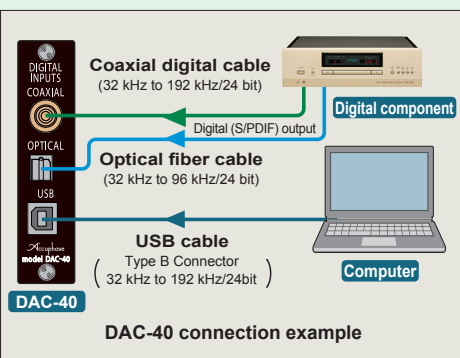 DIGITAL
INPUTS
COAXIAL
OPTICAL
USB
Accuphase
model DAC-40
DAC-40
Coaxial digital cable
(32 kHz to 192 kHz/24 bit)
Digital component
Digital (S/PDIF) output
Optical fiber cable
(32 kHz to 96 kHz/24 bit)
USB cable
( Type B Connector
32 kHz to 192 kHz/24bit )
Computer
DAC-40 connection example